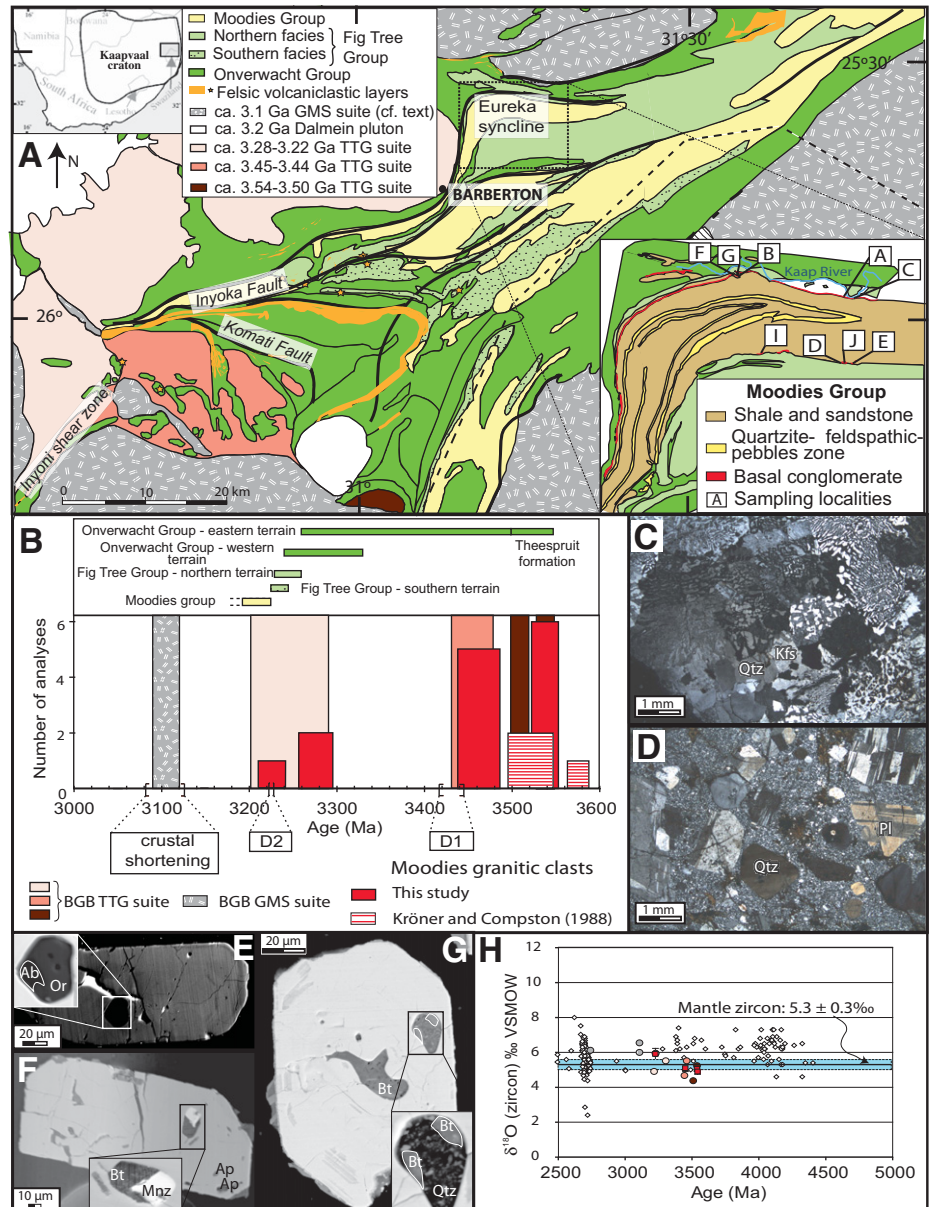 Namibia
Botswana
Kaapvaal
craton
South Africa
Lesotho
A
N
Moodies Group
Northern facies
Southern facies
Fig Tree
Group
Onverwacht Group
Felsic volcaniclastic layers
ca. 3.1 Ga GMS suite (cf. text)
ca. 3.2 Ga Dalmein pluton
ca. 3.28-3.22 Ga TTG suite
ca. 3.45-3.44 Ga TTG suite
ca. 3.54-3.50 Ga TTG suite
31°30'
25°30'
Eureka
syncline
BARBERTON
Inyoka Fault
Komati Fault
Inyoni shear zone
26°
31°
0 10 20 km
F G B A C
Kaap River
I D J E
Moodies Group
Shale and sandstone
Quartzite- feldspathic-
pebbles zone
Basal conglomerate
A Sampling localities
B
Onverwacht Group - eastern terrain
Theespruit
formation
Onverwacht Group - western
terrain
Fig Tree Group - northern terrain
Fig Tree Group - southern terrain
Moodies group
Number of analyses
6
4
2
0
3000 3100 3200 3300 3400 3500 3600
Age (Ma)
crustal
shortening
D2
D1
Moodies granitic clasts
BGB TTG suite
BGB GMS suite
This study
Kröner and Compston (1988)
C
Qtz
Kfs
1 mm
D
Pl
Qtz
1 mm
E
Ab
Or
20 µm
F
Bt
Mnz
Ap
Ap
10 µm
G
20 µm
Bt
Bt
Bt
Qtz
H
Mantle zircon: 5.3 ± 0.3‰
δ18O (zircon) ‰ VSMOW
12
10
8
6
4
2
0
2500 3000 3500 4000 4500 5000
Age (Ma)